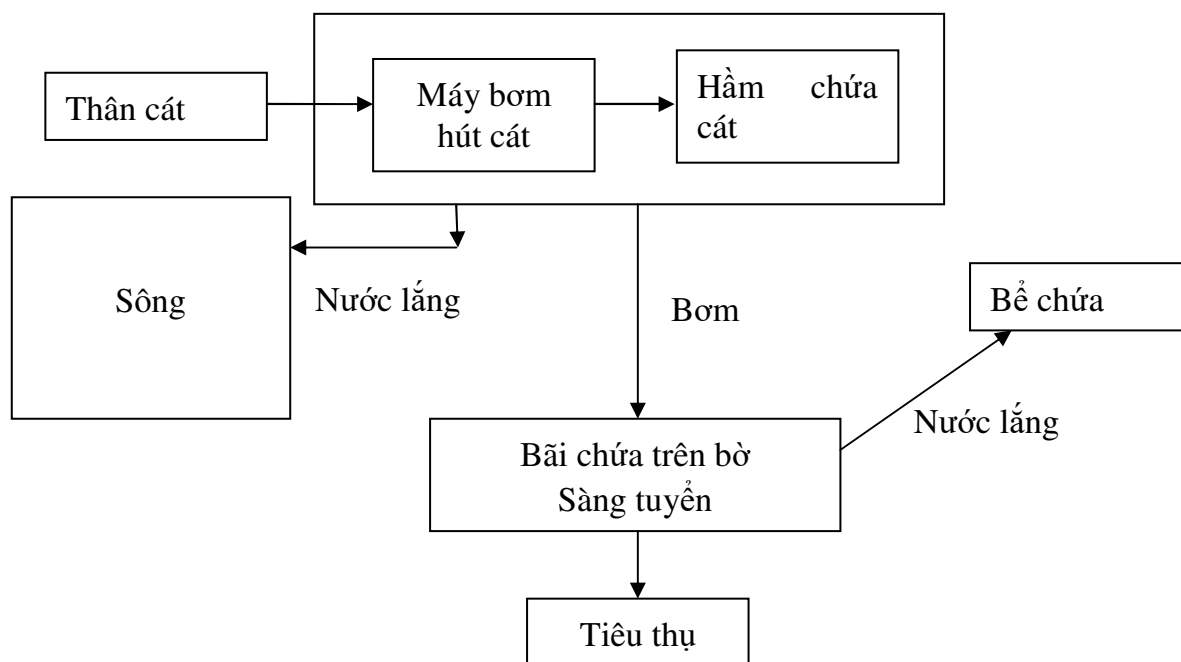 Thân cát
Máy bơm
hút cát
Hầm chứa
cát
Sông
Nước lắng
Bơm
Bể chứa
Nước lắng
Bãi chứa trên bờ
Sàng tuyển
Tiêu thụ